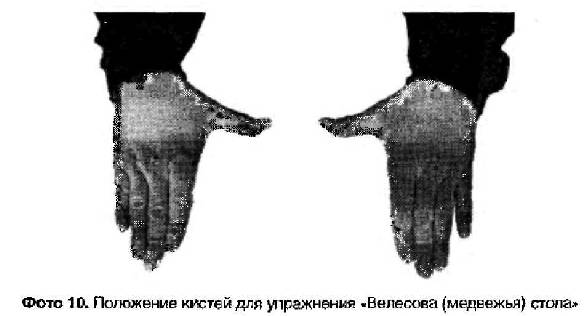 Фото 10. Положение кистей для упражнения «Велесова (медвежья) стопа»